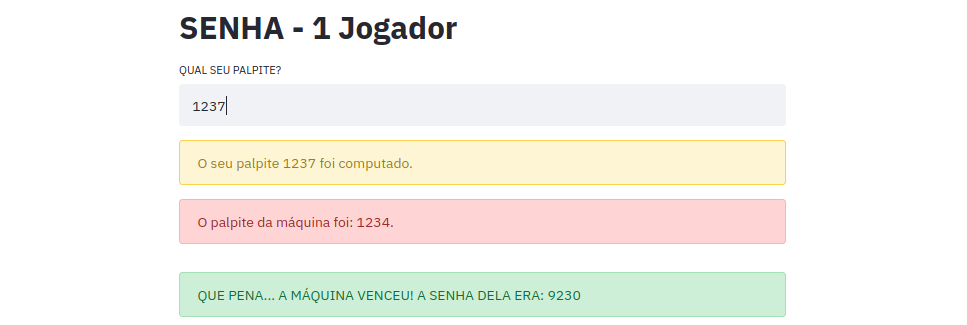 SENHA - 1 Jogador
QUAL SEU PALPITE?
1237
O seu palpite 1237 foi computado.
O palpite da máquina foi: 1234.
QUE PENA... A MÁQUINA VENCEU! A SENHA DELA ERA: 9230